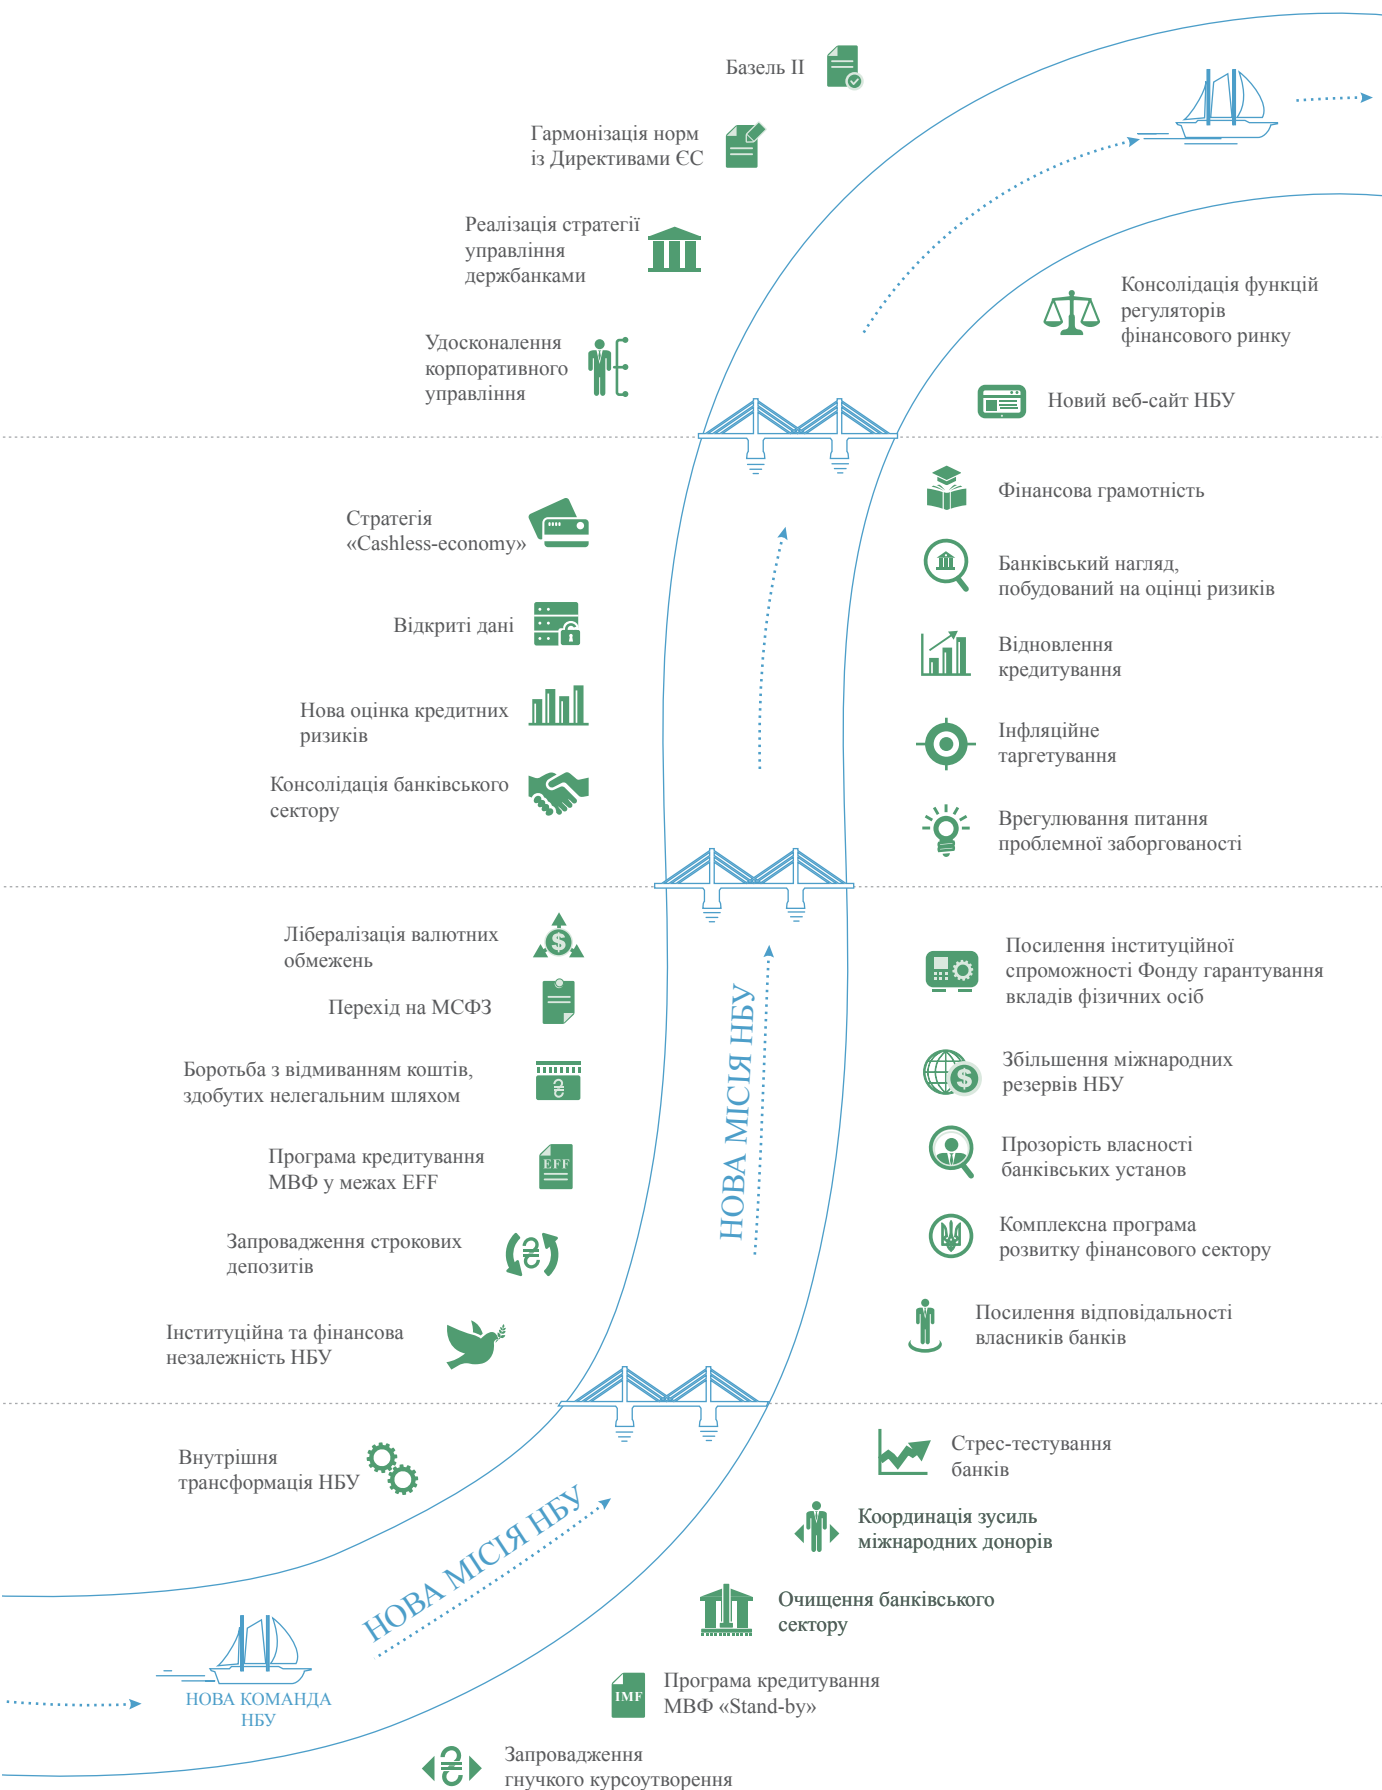 Базель II
Гармонізація норм
із Директивами ЄС
Реалізація стратегії
управління
держбанками
Консолідація функцій
регуляторів
фінансового ринку
Удосконалення
корпоративного
управління
Новий веб-сайт НБУ
Фінансова грамотність
Стратегія
«Cashless-economy»
Банківський нагляд,
побудований на оцінці ризиків
Відкриті дані
Відновлення
кредитування
Нова оцінка кредитних
ризиків
Інфляційне
таргетування
Консолідація банківського
сектору
Врегулювання питання
проблемної заборгованості
Лібералізація валютних
обмежень
$
Посилення інституційної
спроможності Фонду гарантування
вкладів фізичних осіб
Перехід на МСФЗ
НОВА МІСІЯ НБУ
Боротьба з відмиванням коштів,
здобутих нелегальним шляхом
₴
Збільшення міжнародних
резервів НБУ
$
Програма кредитування
МВФ у межах EFF
EFF
Прозорість власності
банківських установ
Запровадження строкових
депозитів
₴
Комплексна програма
розвитку фінансового сектору
Інституційна та фінансова
незалежність НБУ
Посилення відповідальності
власників банків
Внутрішня
трансформація НБУ
Стрес-тестування
банків
НОВА МІСІЯ НБУ
Координація зусиль
міжнародних донорів
Очищення банківського
сектору
НОВА КОМАНДА
НБУ
IMF
Програма кредитування
МВФ «Stand-by»
₴
Запровадження
гнучкого курсоутворення